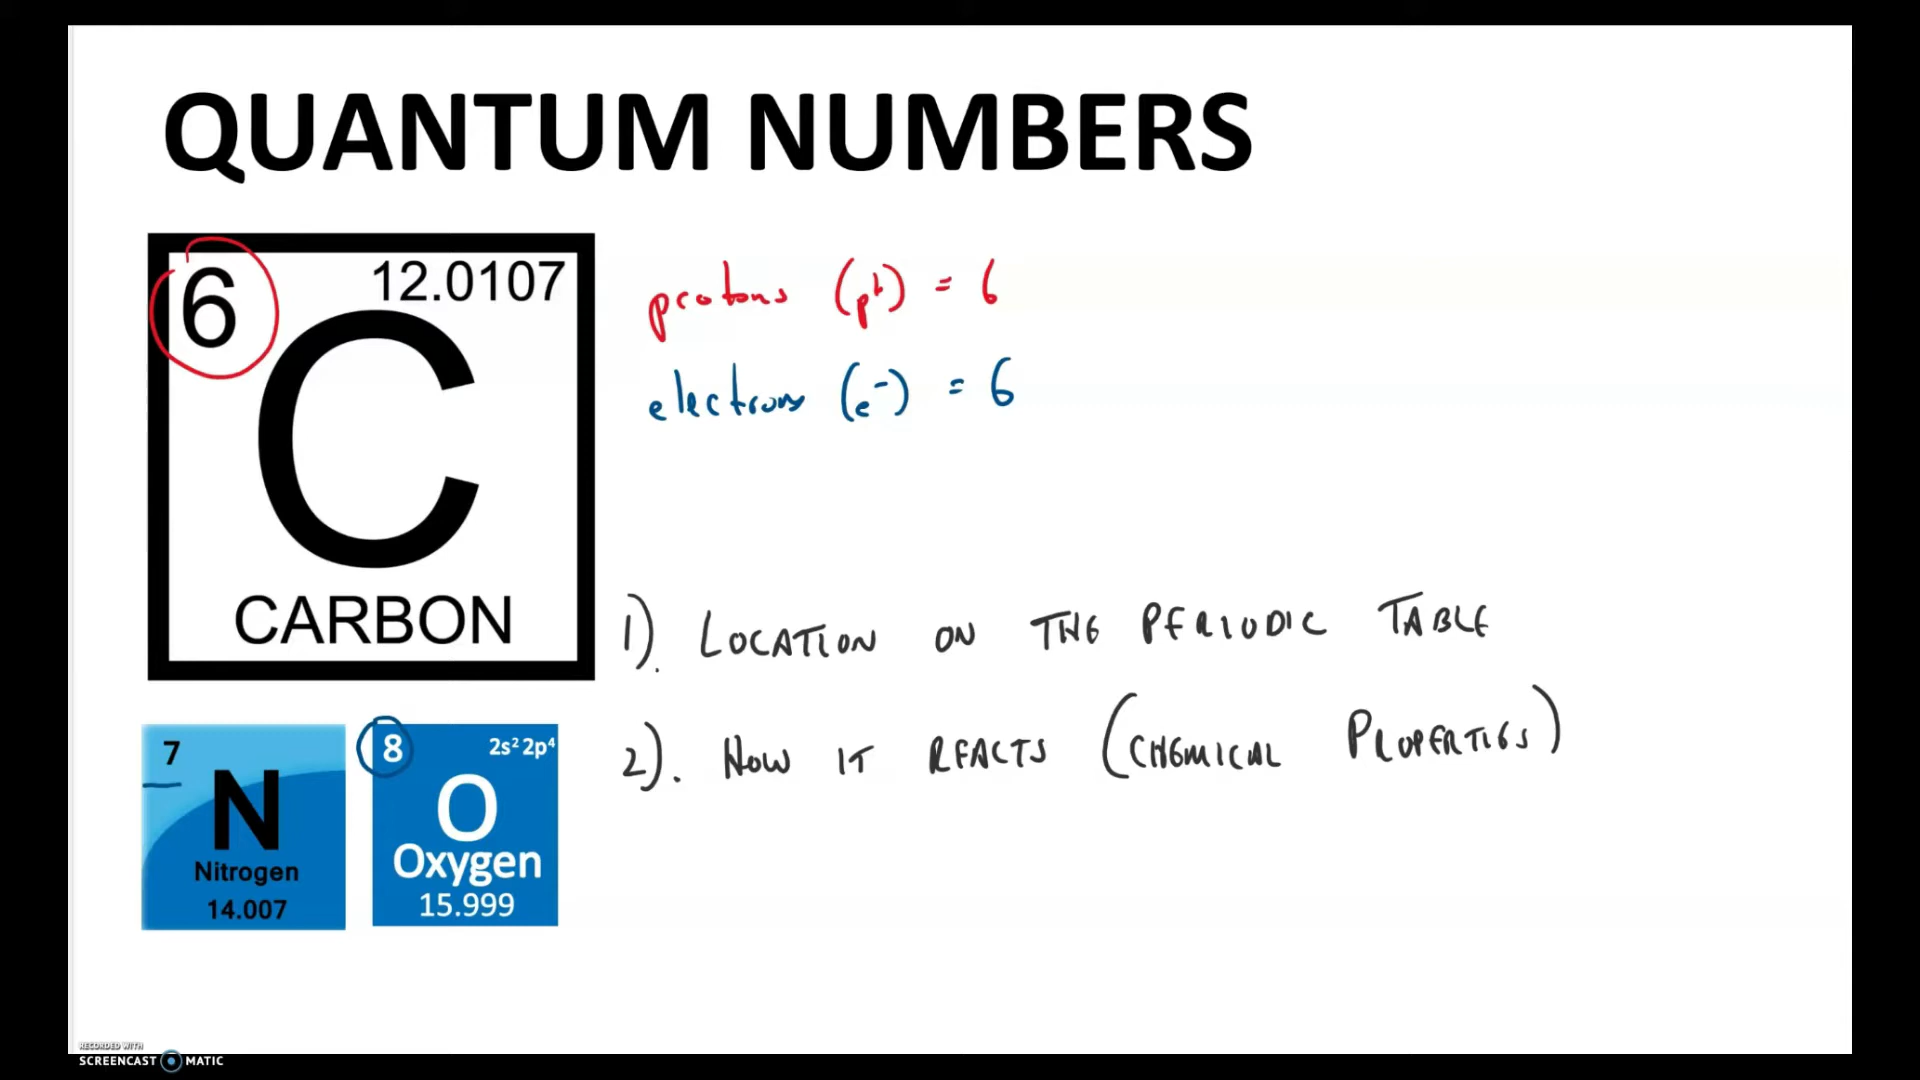 QUANTUM NUMBERS
6
12.0107
C
CARBON
protons (p⁺) = 6
electrons (e⁻) = 6
1). LOCATION ON THE PERIODIC TABLE
2). HOW IT REACTS (CHEMICAL PROPERTIES)
7
N
Nitrogen
14.007
8
2s² 2p⁴
O
Oxygen
15.999
RECORDED WITH
SCREENCAST MATIC